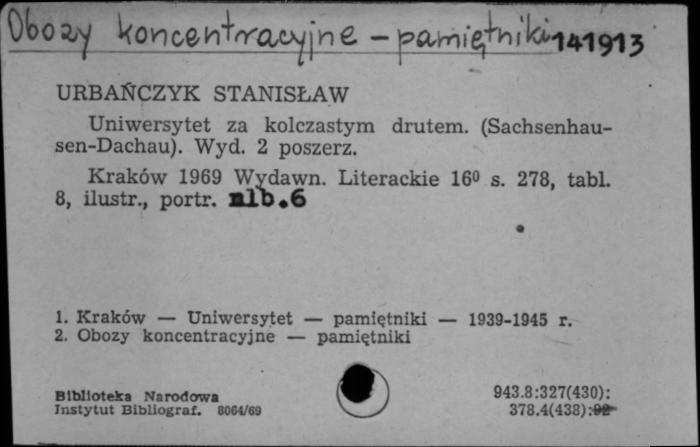 Obozy koncentracyjne - pamiętniki 141913
URBAŃCZYK STANISŁAW
Uniwersytet za kolczastym drutem. (Sachsenhau-
sen-Dachau). Wyd. 2 poszerz.
Kraków 1969 Wydawn. Literackie 16⁰ s. 278, tabl.
8, ilustr., portr. nlb.6
1. Kraków — Uniwersytet — pamiętniki — 1939-1945 r.
2. Obozy koncentracyjne — pamiętniki
Biblioteka Narodowa
Instytut Bibliograf. 8064/69
943.8:327(430):
378.4(438):92